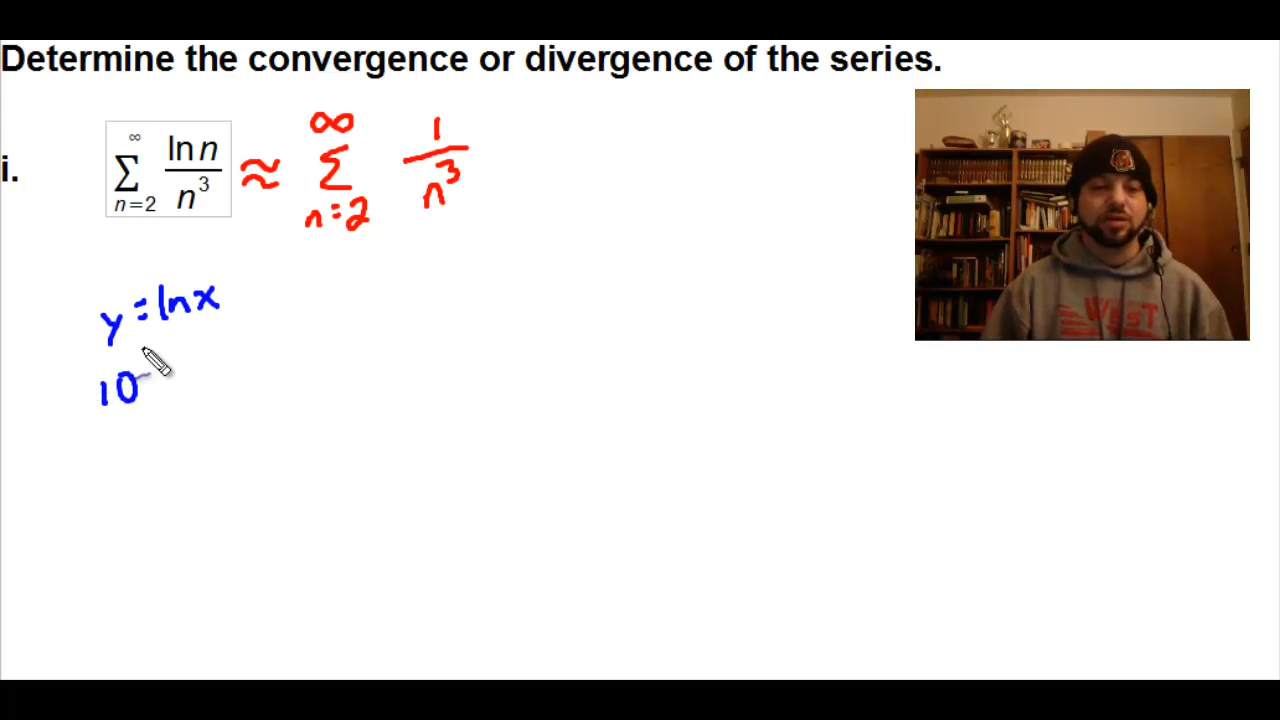 Determine the convergence or divergence of the series.
i. ∞ ∑ n=2 ln n / n³ ≈ ∞ ∑ n=2 1 / n³
y = ln x
10
WEST